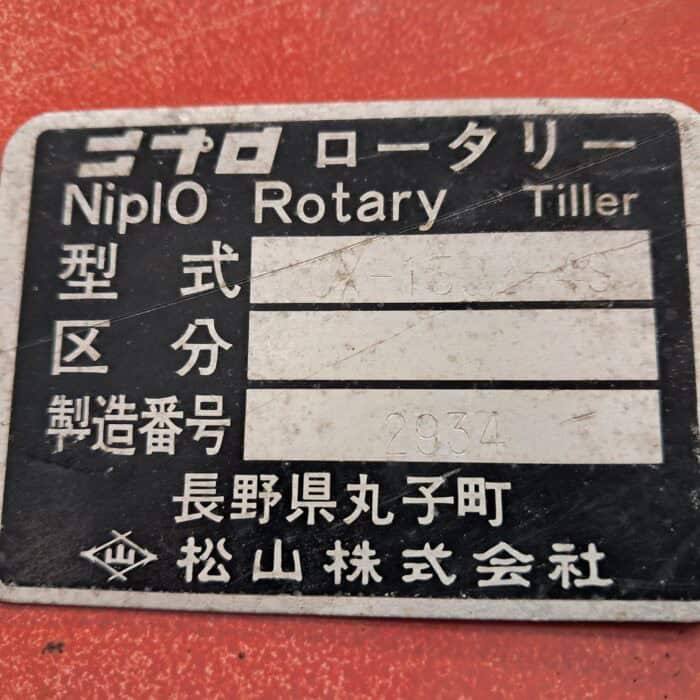 ニプロ ロータリー
NiplO Rotary Tiller
型式
区分
製造番号 2934
長野県丸子町
山 松山株式会社